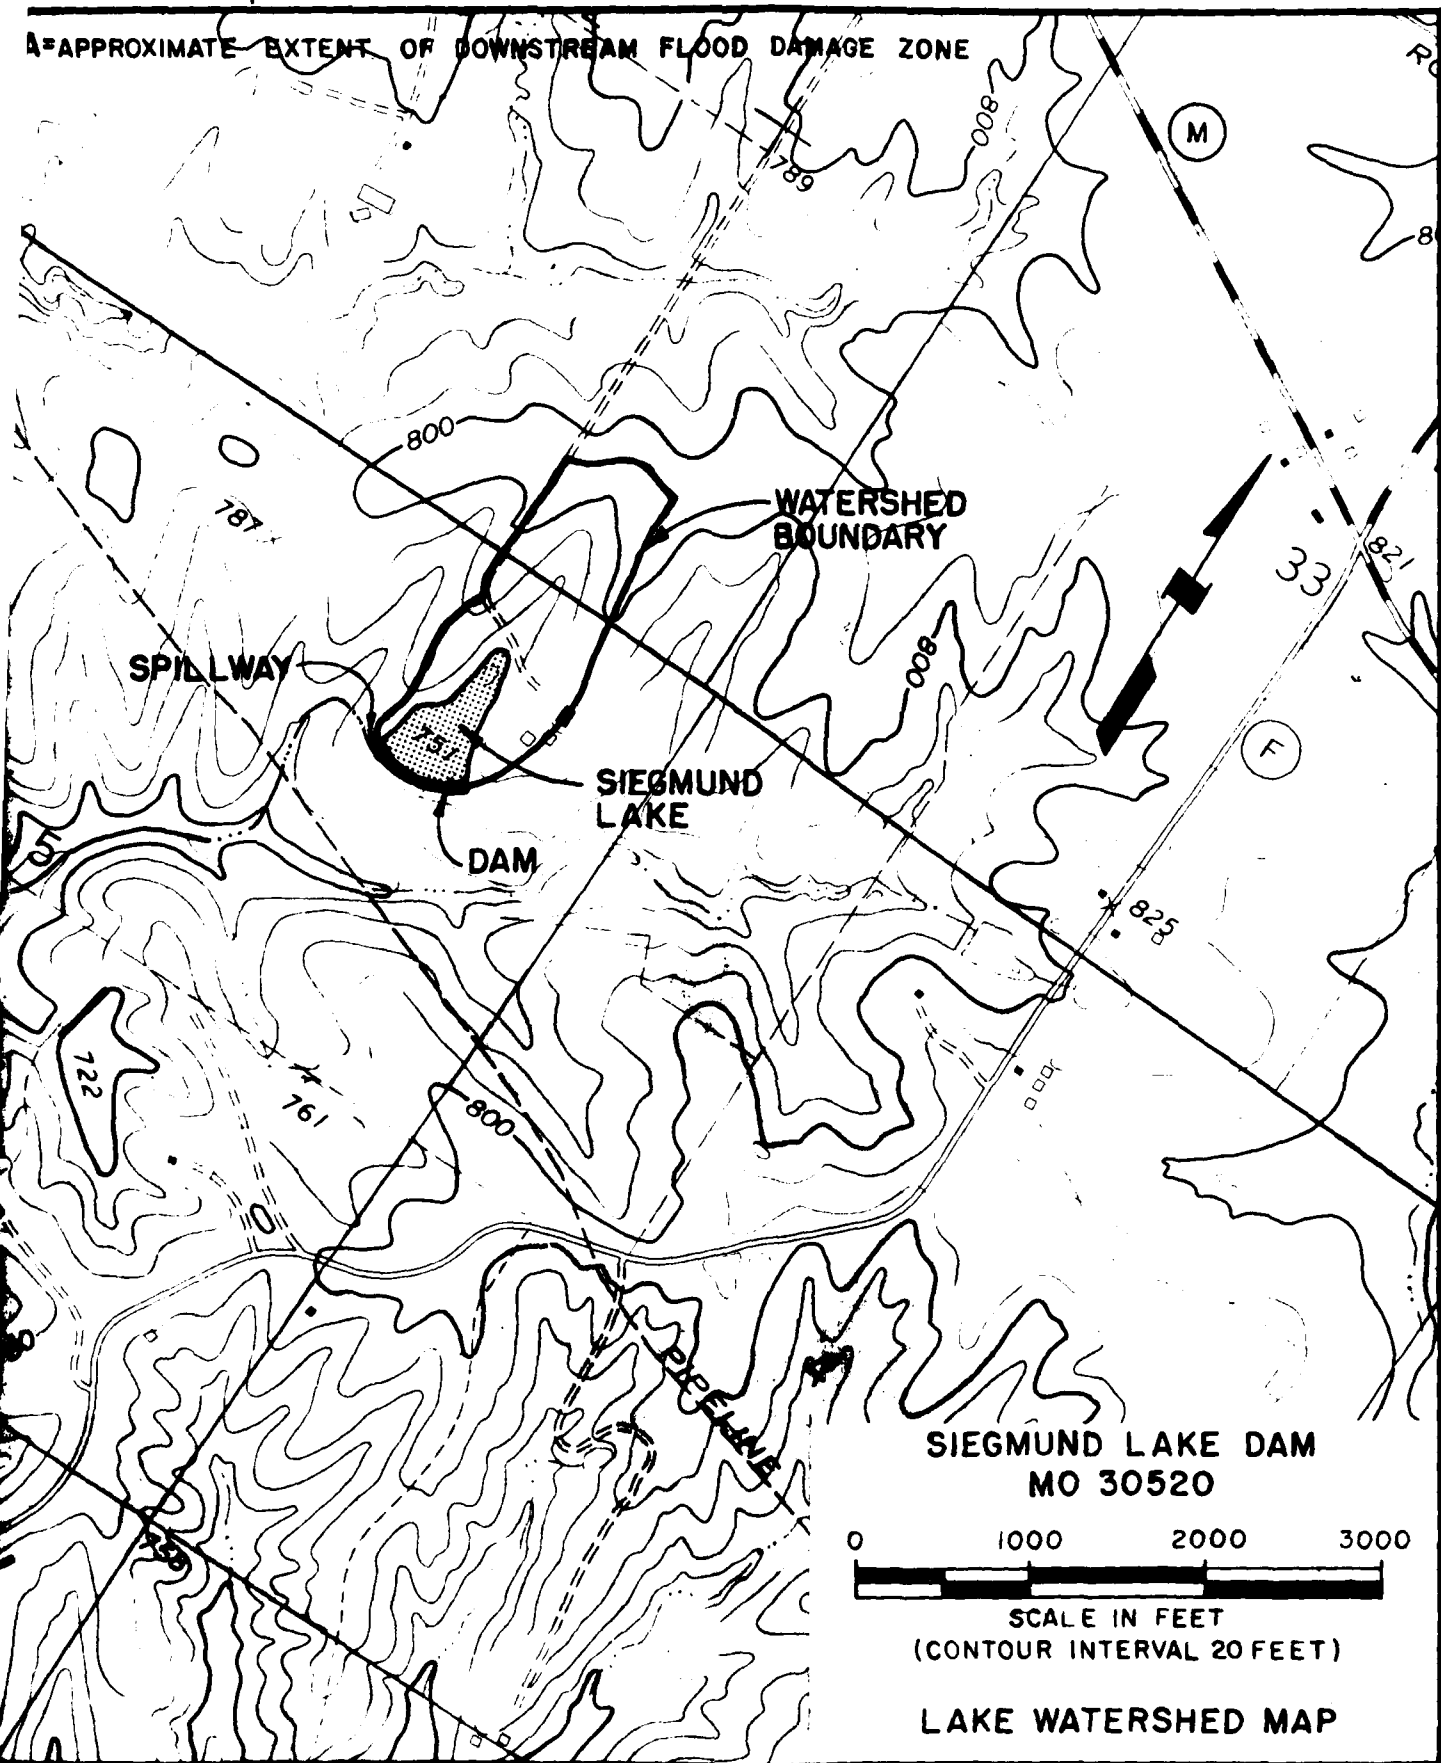 A=APPROXIMATE EXTENT OF DOWNSTREAM FLOOD DAMAGE ZONE
M
800
789
800
787
WATERSHED
BOUNDARY
821
33
800
SPILLWAY
F
751
SIEGMUND
LAKE
5
DAM
825
722
761
800
PIPELINE
SIEGMUND LAKE DAM
MO 30520
0 1000 2000 3000
SCALE IN FEET
(CONTOUR INTERVAL 20 FEET)
LAKE WATERSHED MAP